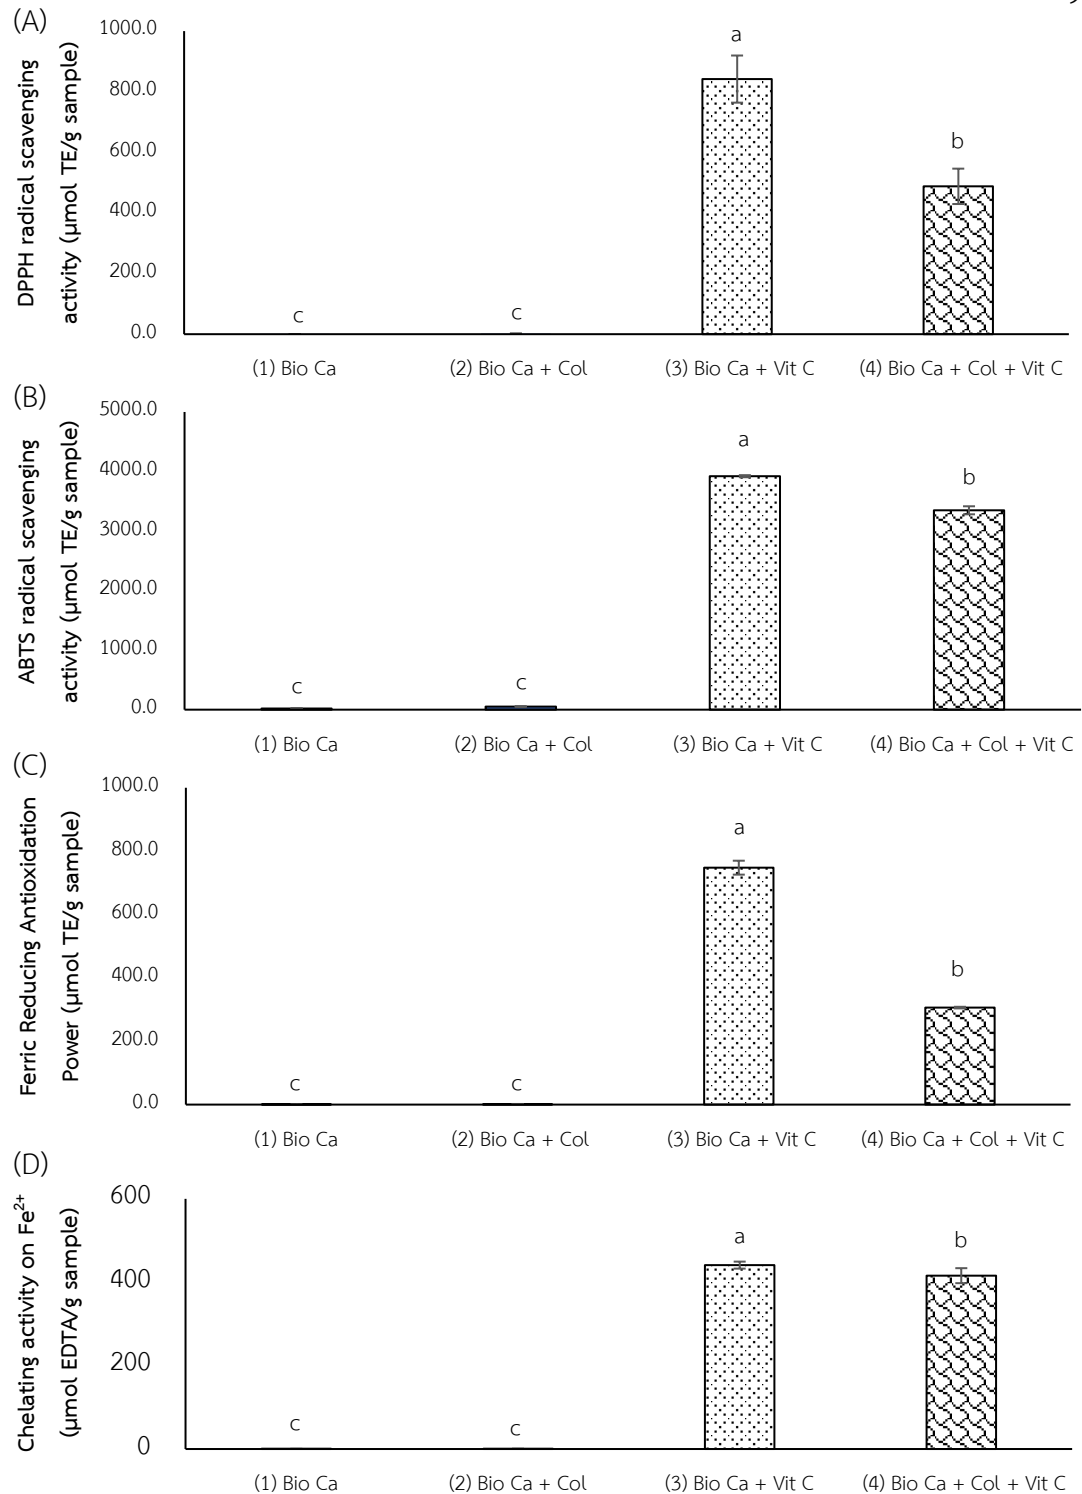 (A)
DPPH radical scavenging
activity (μmol TE/g sample)
1000.0
800.0
600.0
400.0
200.0
0.0
c
c
a
b
(1) Bio Ca
(2) Bio Ca + Col
(3) Bio Ca + Vit C
(4) Bio Ca + Col + Vit C
(B)
ABTS radical scavenging
activity (μmol TE/g sample)
5000.0
4000.0
3000.0
2000.0
1000.0
0.0
c
c
a
b
(1) Bio Ca
(2) Bio Ca + Col
(3) Bio Ca + Vit C
(4) Bio Ca + Col + Vit C
(C)
Ferric Reducing Antioxidation
Power (μmol TE/g sample)
1000.0
800.0
600.0
400.0
200.0
0.0
c
c
a
b
(1) Bio Ca
(2) Bio Ca + Col
(3) Bio Ca + Vit C
(4) Bio Ca + Col + Vit C
(D)
Chelating activity on Fe²⁺
(μmol EDTA/g sample)
600
400
200
0
c
c
a
b
(1) Bio Ca
(2) Bio Ca + Col
(3) Bio Ca + Vit C
(4) Bio Ca + Col + Vit C